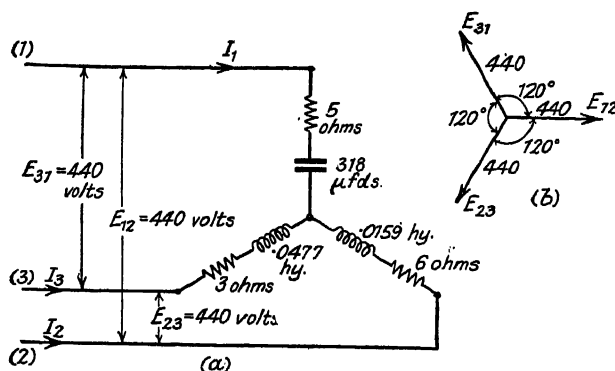 (1)
I1
5
ohms
318
μfds.
E31=440
volts
E12=440 volts
.0477
hy.
.0159 hy.
3 ohms
6 ohms
(3)
I3
E23=440 volts
(2)
I2
(a)
E31
440
120°
120°
440
E12
120°
440
E23
(b)